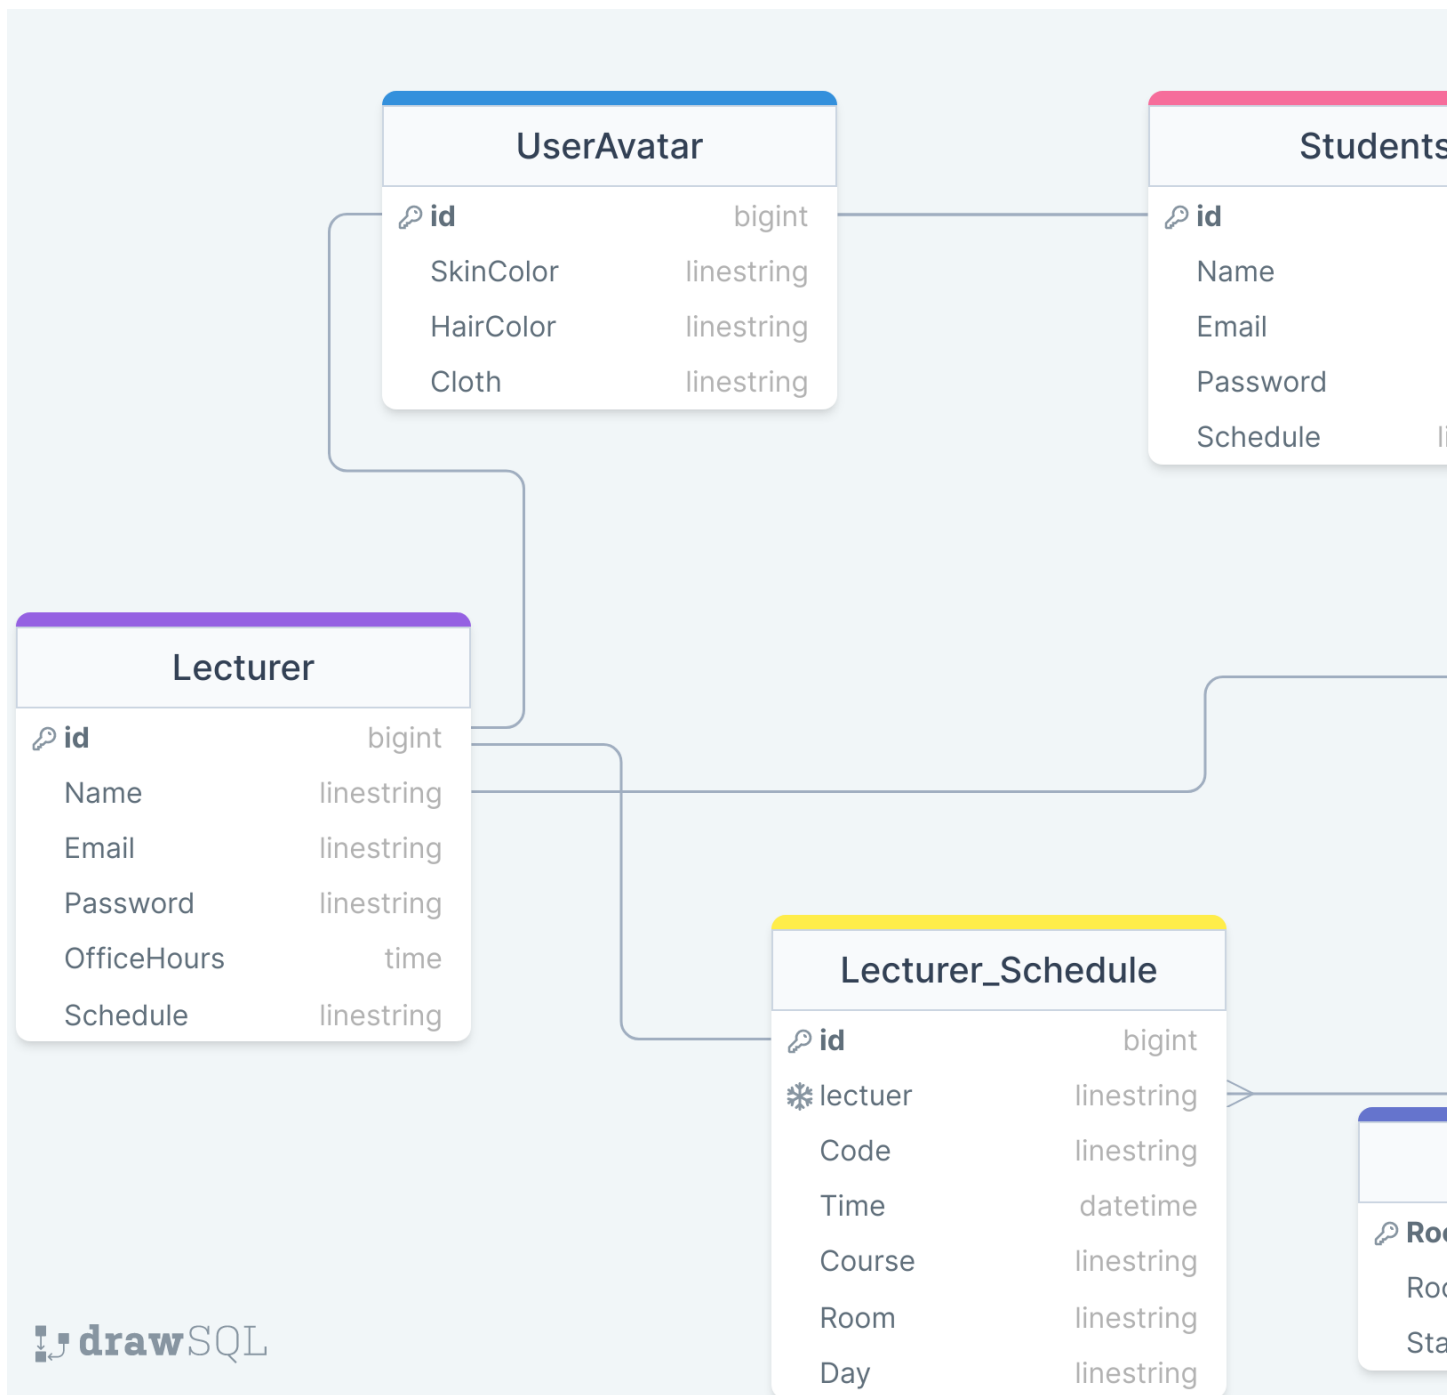 UserAvatar
id bigint
SkinColor linestring
HairColor linestring
Cloth linestring
Students
id
Name
Email
Password
Schedule
Lecturer
id bigint
Name linestring
Email linestring
Password linestring
OfficeHours time
Schedule linestring
Lecturer_Schedule
id bigint
lectuer linestring
Code linestring
Time datetime
Course linestring
Room linestring
Day linestring
drawSQL